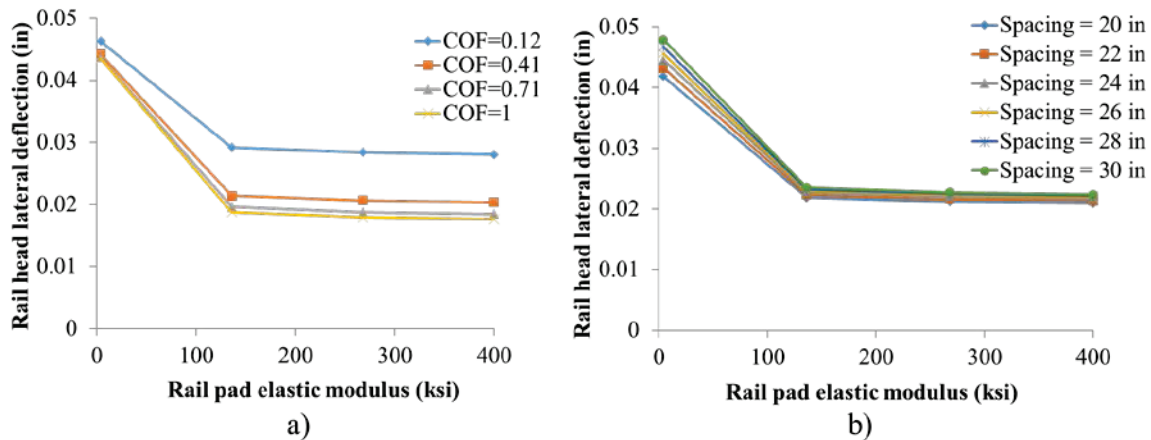 0.05
0.04
0.03
0.02
0.01
0
0 100 200 300 400
Rail head lateral deflection (in)
Rail pad elastic modulus (ksi)
COF=0.12
COF=0.41
COF=0.71
COF=1
a)
0.05
0.04
0.03
0.02
0.01
0
0 100 200 300 400
Rail head lateral deflection (in)
Rail pad elastic modulus (ksi)
Spacing = 20 in
Spacing = 22 in
Spacing = 24 in
Spacing = 26 in
Spacing = 28 in
Spacing = 30 in
b)